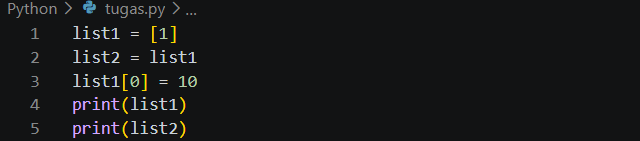 Python > tugas.py > ...
1 list1 = [1]
2 list2 = list1
3 list1[0] = 10
4 print(list1)
5 print(list2)